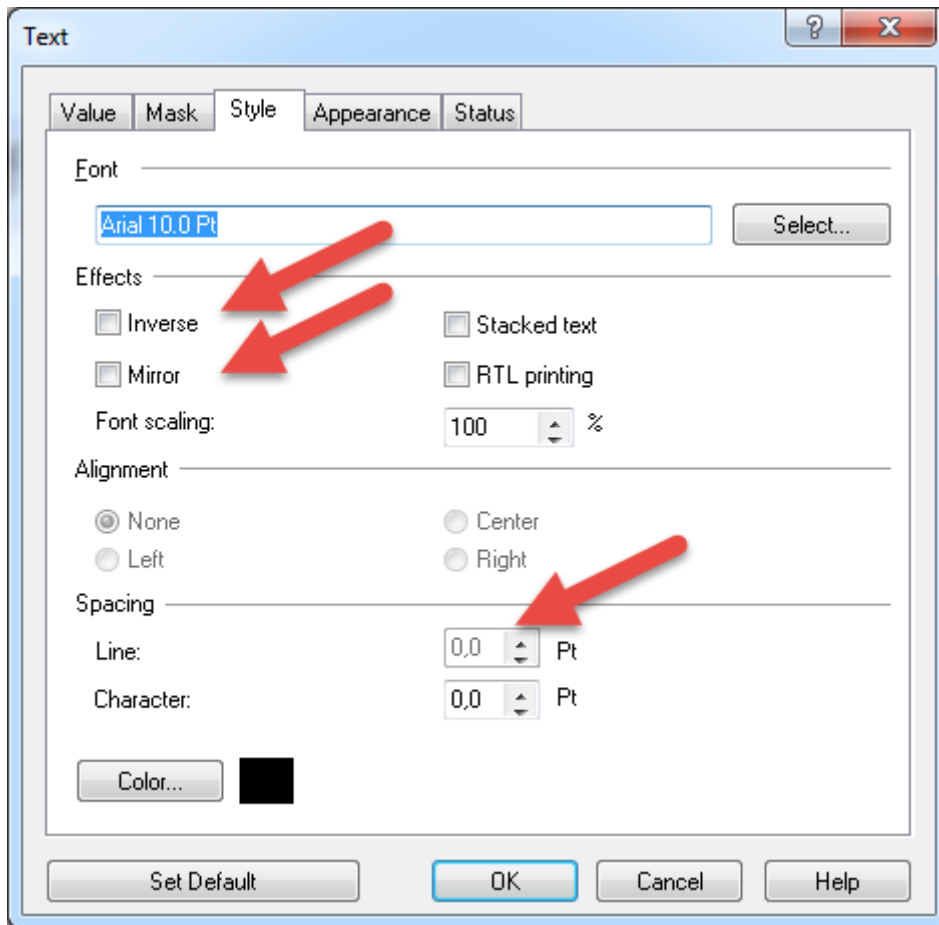 Text
Value Mask Style Appearance Status
Font
Arial 10.0 Pt Select...
Effects
Inverse Stacked text
Mirror RTL printing
Font scaling: 100 %
Alignment
None Center
Left Right
Spacing
Line: 0,0 Pt
Character: 0,0 Pt
Color...
Set Default OK Cancel Help